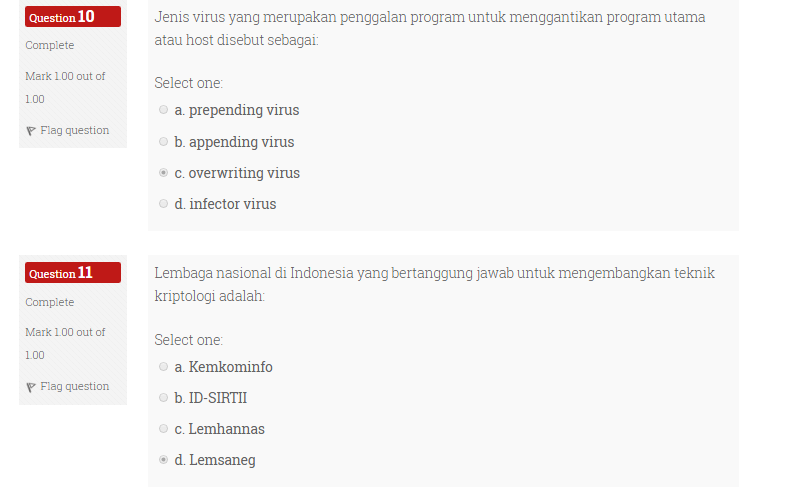 Question 10
Complete
Mark 1.00 out of
1.00
Flag question
Jenis virus yang merupakan penggalan program untuk menggantikan program utama
atau host disebut sebagai:
Select one:
a. prepending virus
b. appending virus
c. overwriting virus
d. infector virus
Question 11
Complete
Mark 1.00 out of
1.00
Flag question
Lembaga nasional di Indonesia yang bertanggung jawab untuk mengembangkan teknik
kriptologi adalah:
Select one:
a. Kemkominfo
b. ID-SIRTII
c. Lemhannas
d. Lemsaneg